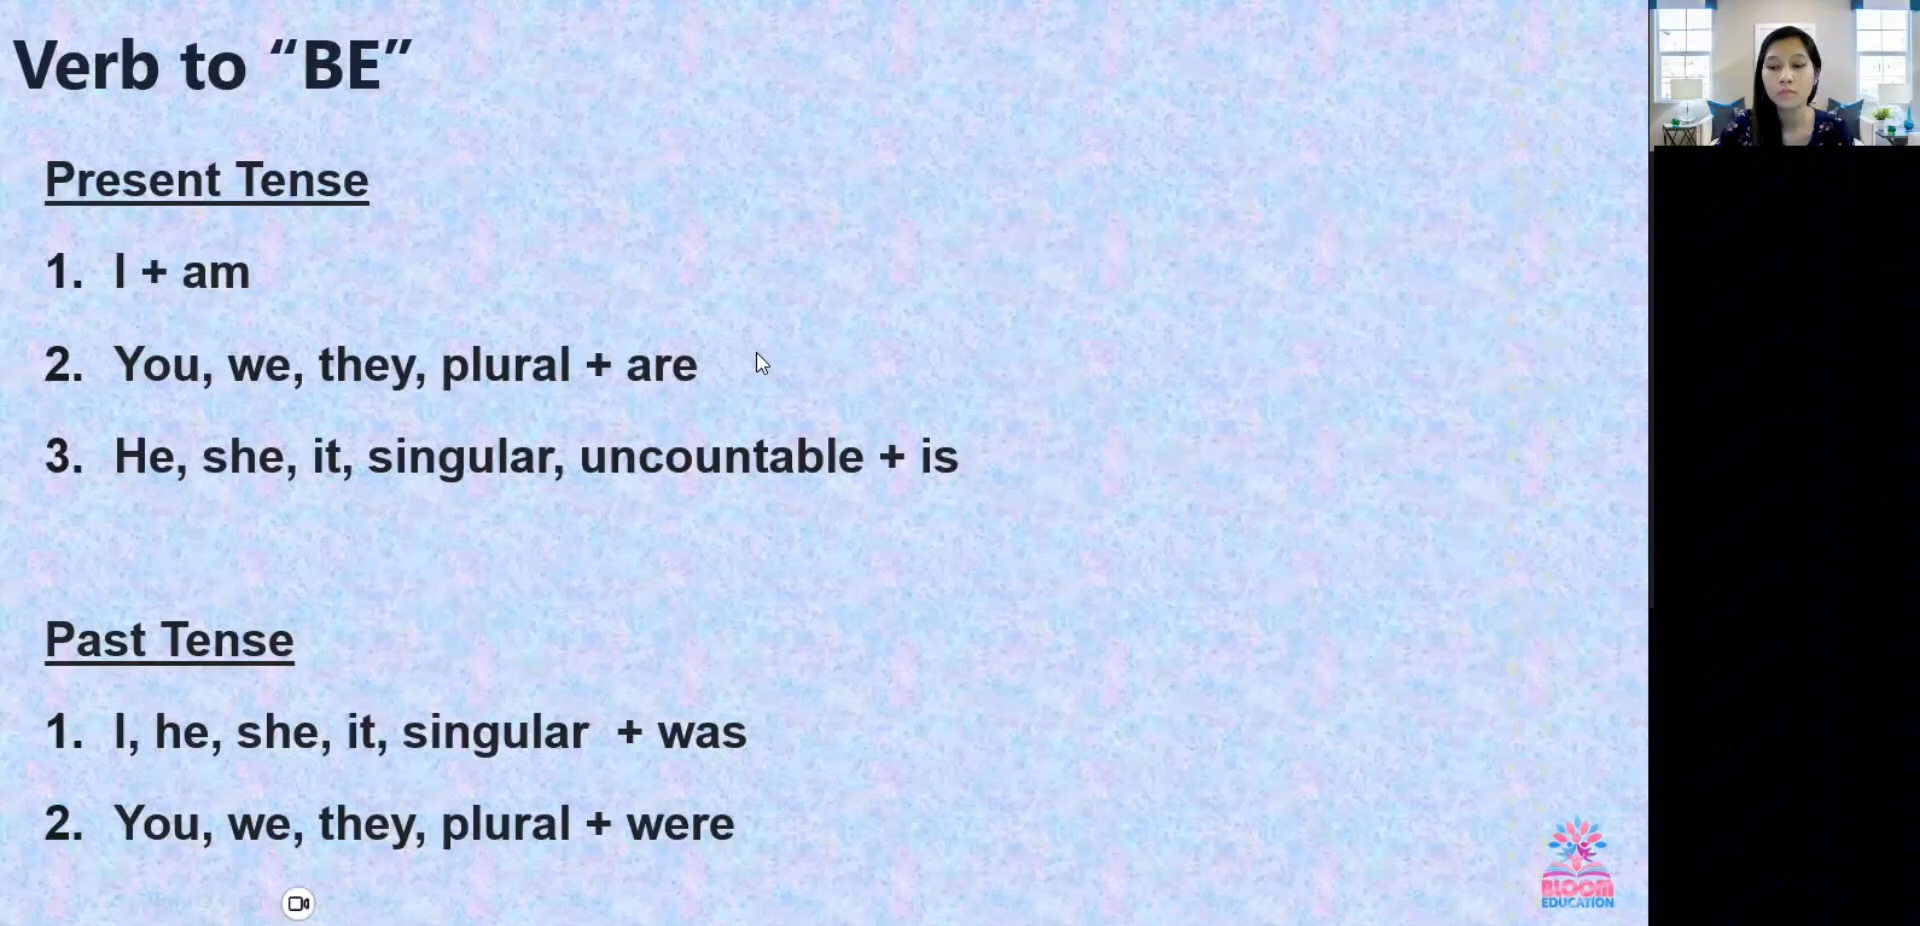 Verb to “BE”
Present Tense
1. I + am
2. You, we, they, plural + are
3. He, she, it, singular, uncountable + is
Past Tense
1. I, he, she, it, singular + was
2. You, we, they, plural + were
BLOOM
EDUCATION